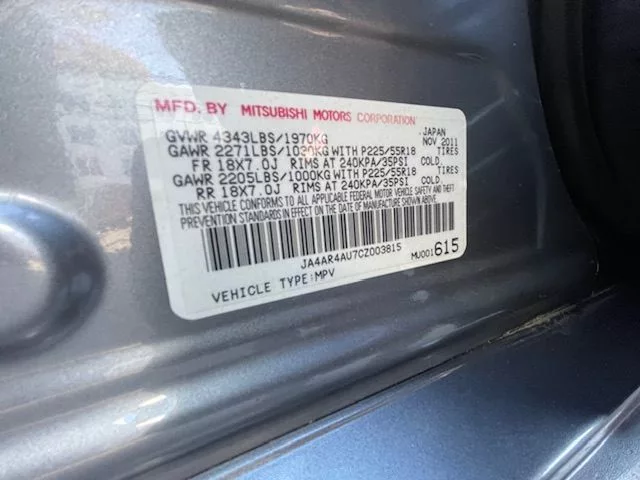 MFD. BY MITSUBISHI MOTORS CORPORATION
GVWR 4343LBS/1970KG JAPAN NOV 2011
GAWR 2271LBS/1030KG WITH P225/55R18 TIRES
FR 18X7.0J RIMS AT 240KPA/35PSI COLD.
GAWR 2205LBS/1000KG WITH P225/55R18 TIRES
RR 18X7.0J RIMS AT 240KPA/35PSI COLD.
THIS VEHICLE CONFORMS TO ALL APPLICABLE FEDERAL MOTOR VEHICLE SAFETY AND THEFT
PREVENTION STANDARDS IN EFFECT ON THE DATE OF MANUFACTURE SHOWN ABOVE.
JA4AR4AU7CZ003815 MU001615
VEHICLE TYPE:MPV